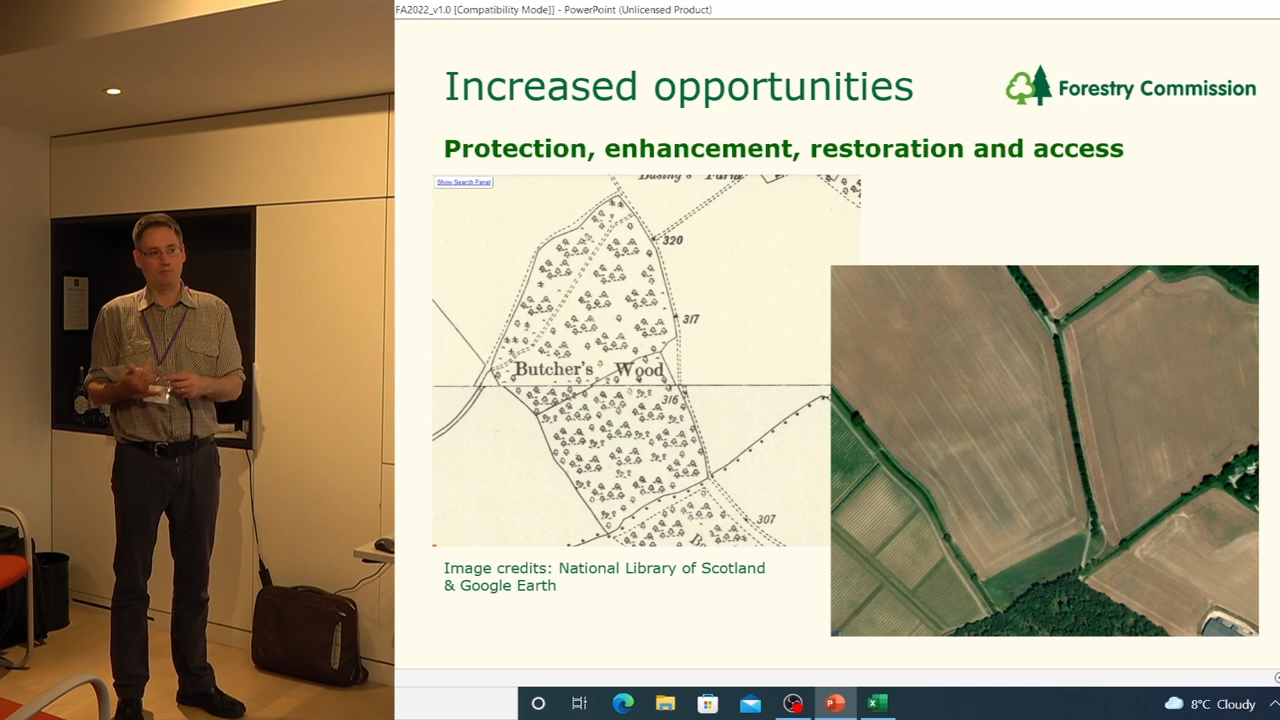 FA2022_v1.0 [Compatibility Mode]] - PowerPoint (Unlicensed Product)
Increased opportunities
Forestry Commission
Protection, enhancement, restoration and access
Show Search Panel
320
317
Butcher's Wood
316
307
Image credits: National Library of Scotland
& Google Earth
8°C Cloudy